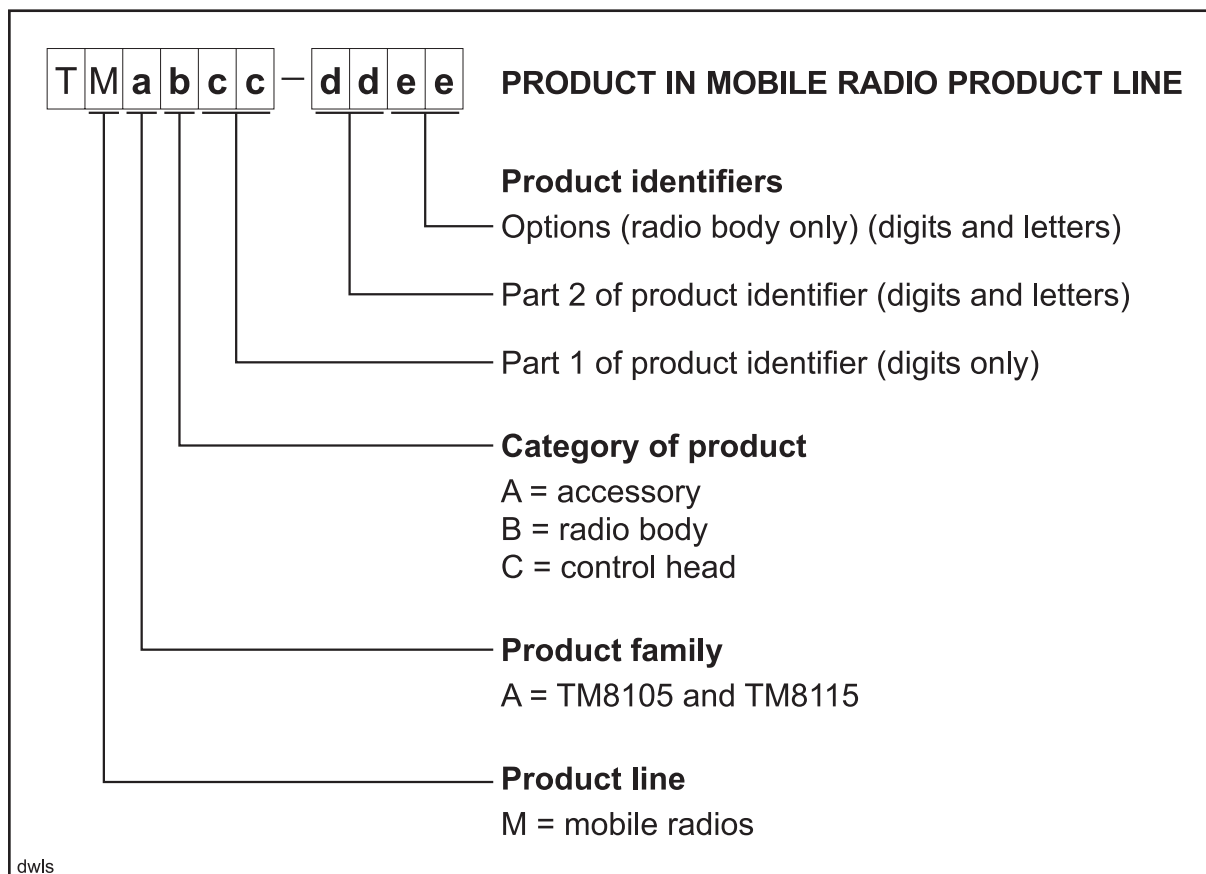 TMabcc–ddee PRODUCT IN MOBILE RADIO PRODUCT LINE
Product identifiers
Options (radio body only) (digits and letters)
Part 2 of product identifier (digits and letters)
Part 1 of product identifier (digits only)
Category of product
A = accessory
B = radio body
C = control head
Product family
A = TM8105 and TM8115
Product line
M = mobile radios
dwls